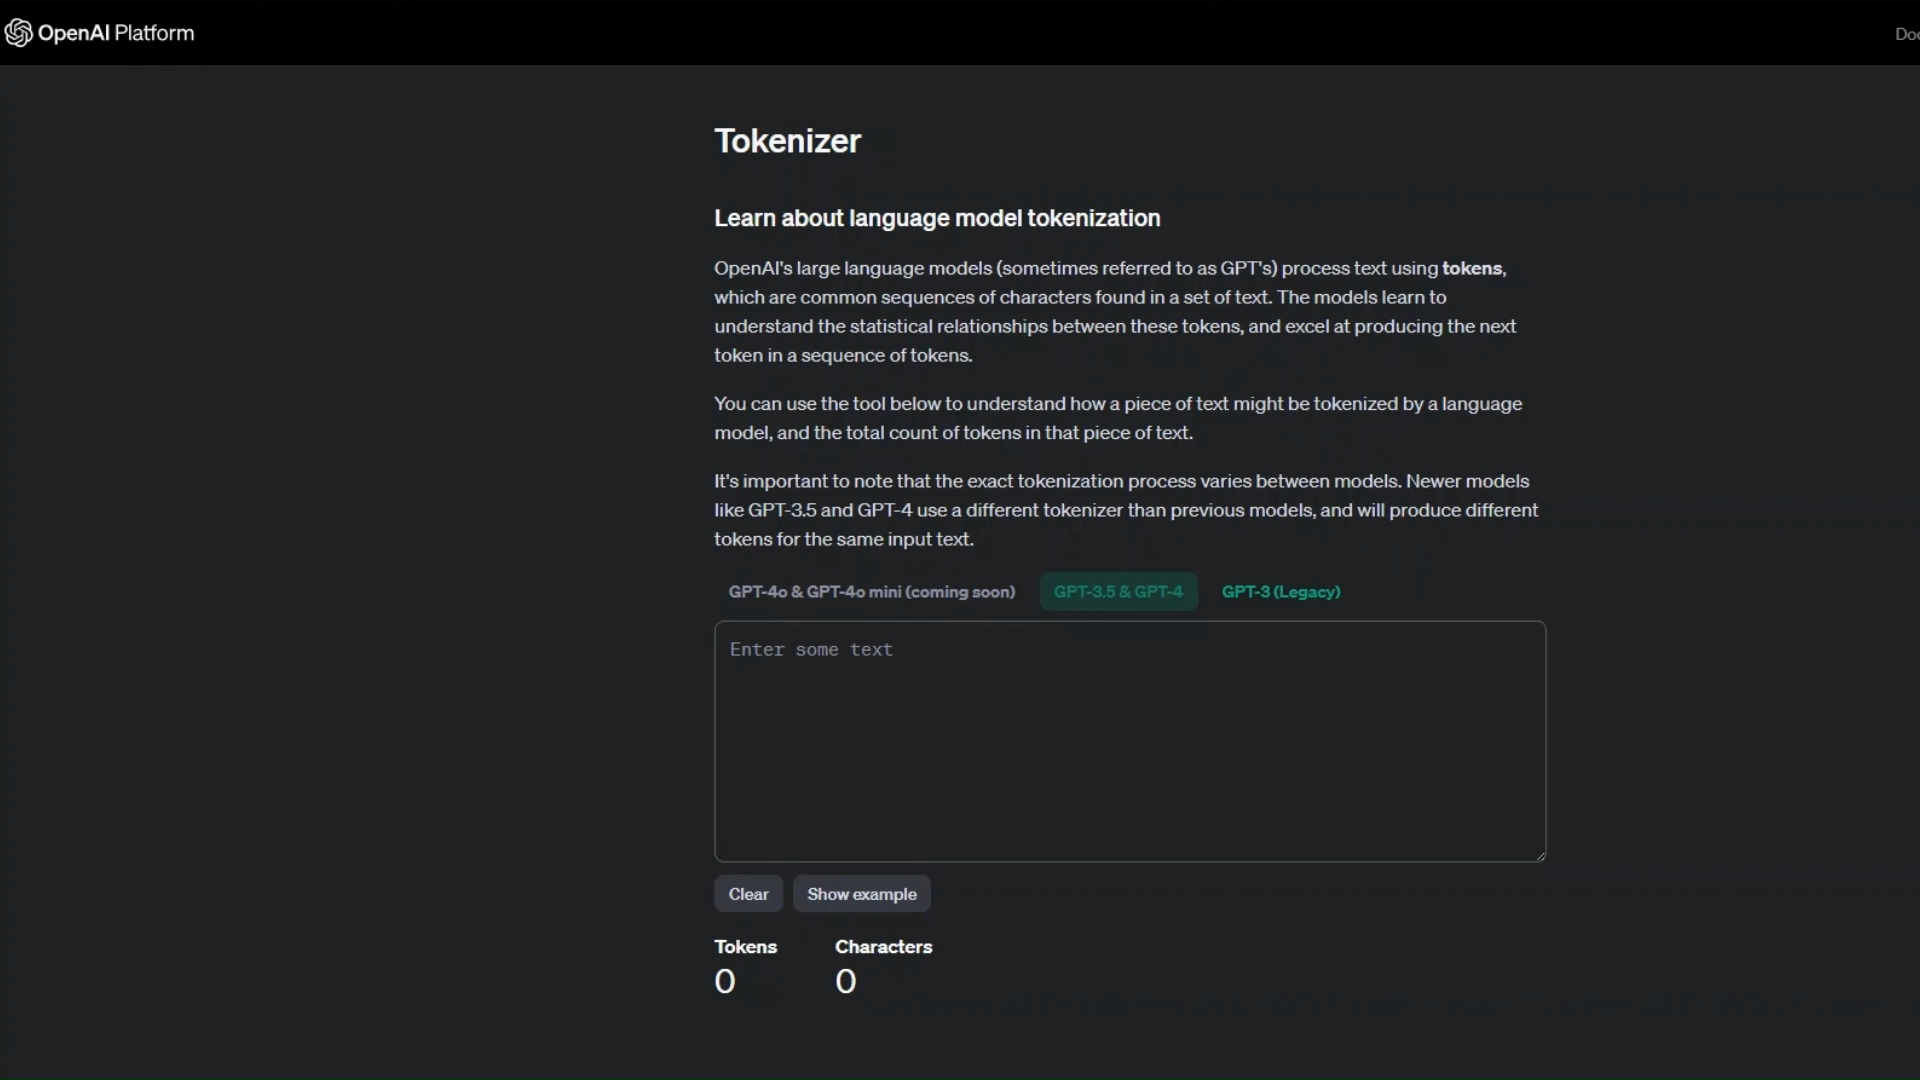 OpenAI Platform
Tokenizer
Learn about language model tokenization
OpenAI's large language models (sometimes referred to as GPT's) process text using tokens,
which are common sequences of characters found in a set of text. The models learn to
understand the statistical relationships between these tokens, and excel at producing the next
token in a sequence of tokens.
You can use the tool below to understand how a piece of text might be tokenized by a language
model, and the total count of tokens in that piece of text.
It's important to note that the exact tokenization process varies between models. Newer models
like GPT-3.5 and GPT-4 use a different tokenizer than previous models, and will produce different
tokens for the same input text.
GPT-4o & GPT-4o mini (coming soon) GPT-3.5 & GPT-4 GPT-3 (Legacy)
Enter some text
Clear Show example
Tokens Characters
0 0